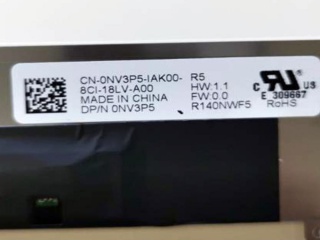 CN-0NV3P5-IAK00-
8CI-18LV-A00
MADE IN CHINA
DP/N 0NV3P5
R5
HW:1.1
FW:0.0
R140NWF5
C US
E 309667
RoHS